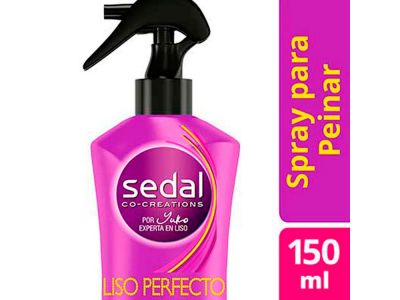 sedal
CO-CREATIONS
POR Yuko
EXPERTA EN LISO
LISO PERFECTO
Spray para
Peinar
150
ml